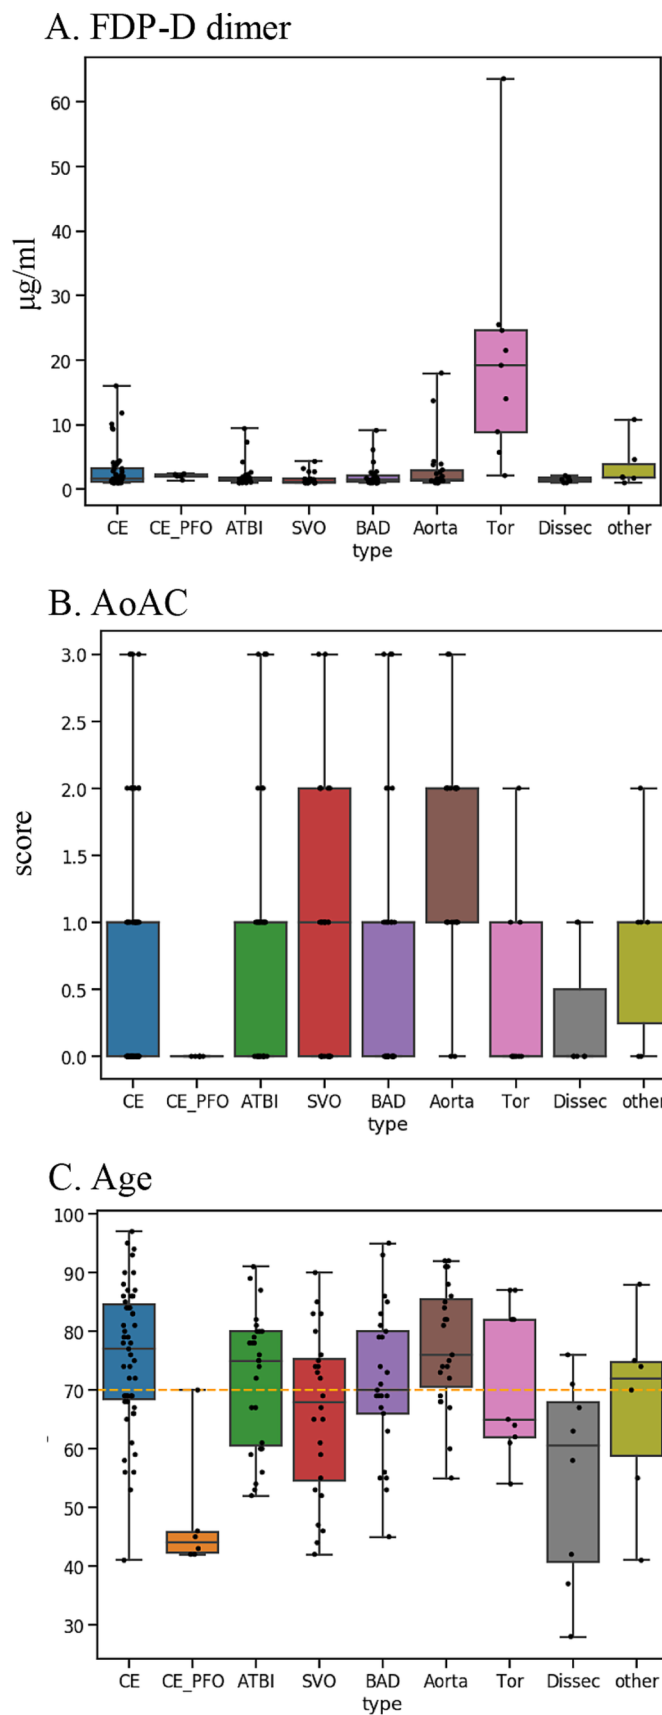 A. FDP-D dimer
60
50
40
30
20
10
0
μg/ml
CE CE_PFO ATBI SVO BAD Aorta Tor Dissec other
type
B. AoAC
3.0
2.5
2.0
1.5
1.0
0.5
0.0
score
CE CE_PFO ATBI SVO BAD Aorta Tor Dissec other
type
C. Age
100
90
80
70
60
50
40
30
CE CE_PFO ATBI SVO BAD Aorta Tor Dissec other
type